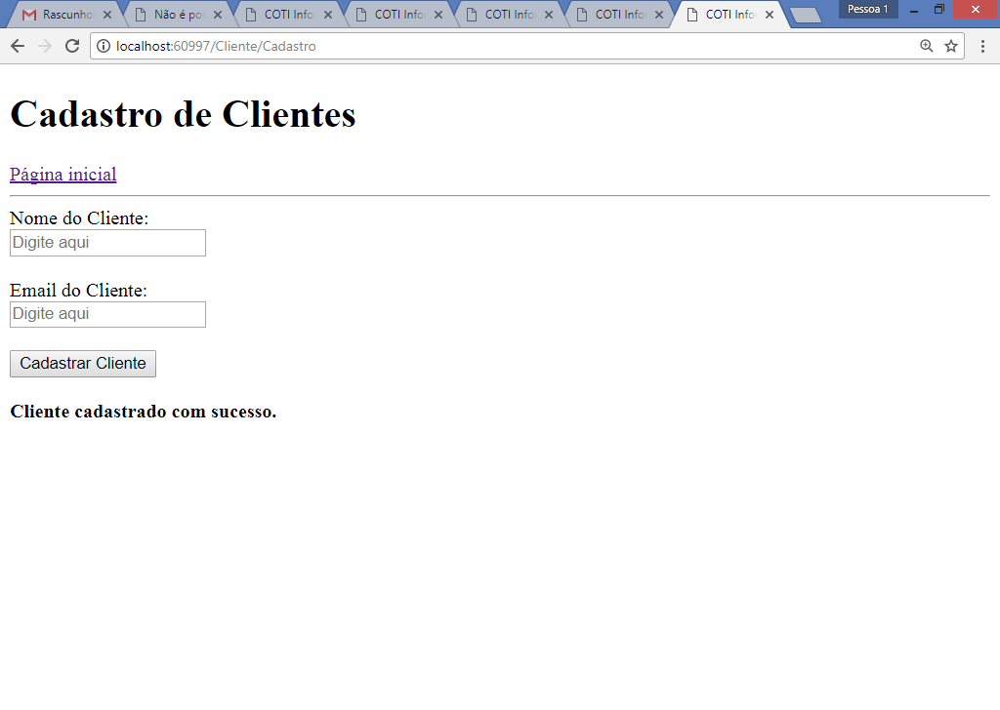 Rascunho
Não é po
COTI Info
COTI Info
COTI Info
COTI Info
COTI Info
Pessoa 1
localhost:60997/Cliente/Cadastro
Cadastro de Clientes
Página inicial
Nome do Cliente:
Digite aqui
Email do Cliente:
Digite aqui
Cadastrar Cliente
Cliente cadastrado com sucesso.